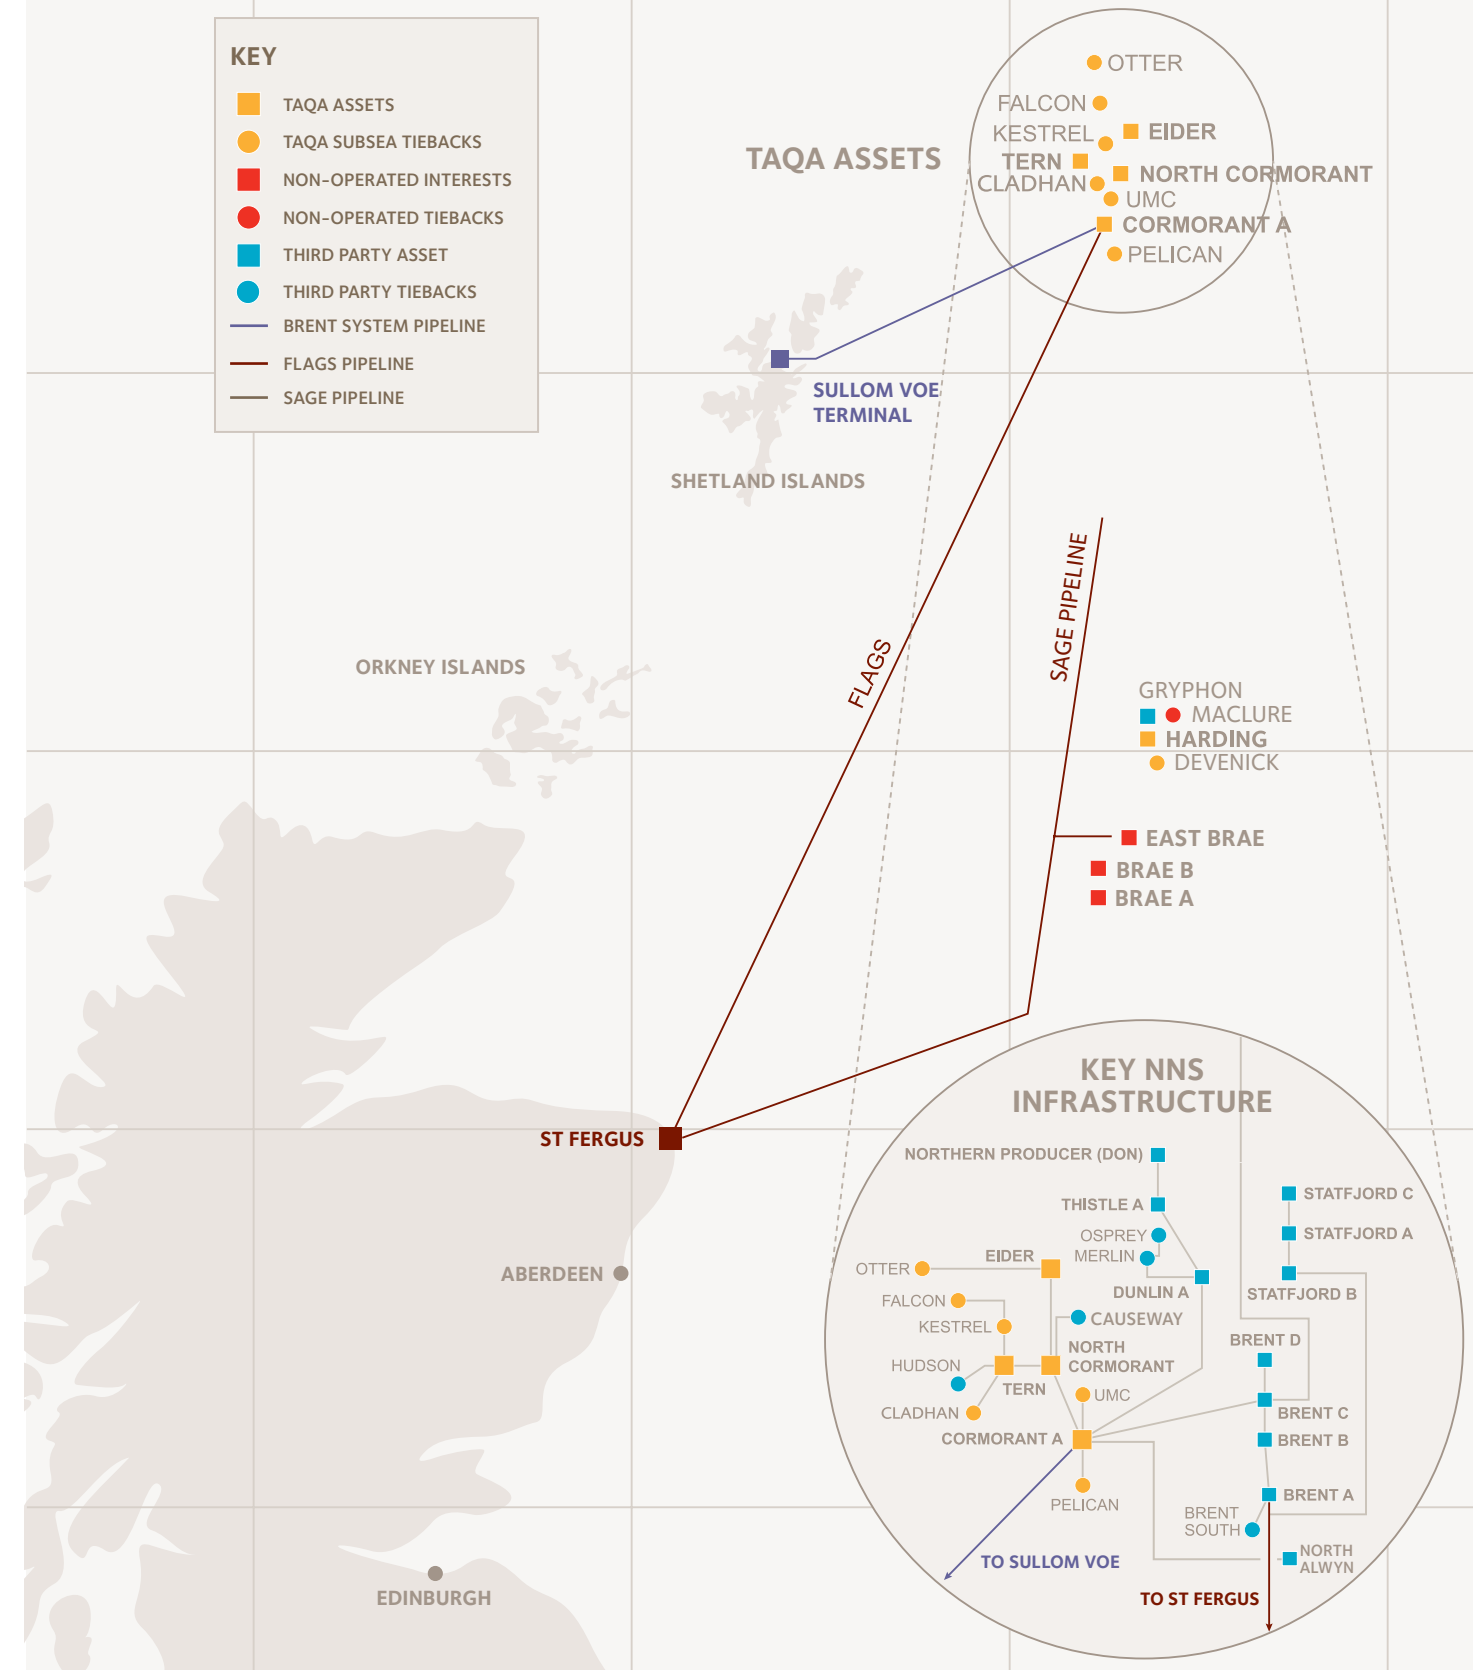 KEY
TAQA ASSETS
TAQA SUBSEA TIEBACKS
NON-OPERATED INTERESTS
NON-OPERATED TIEBACKS
THIRD PARTY ASSET
THIRD PARTY TIEBACKS
BRENT SYSTEM PIPELINE
FLAGS PIPELINE
SAGE PIPELINE
TAQA ASSETS
OTTER
FALCON
KESTREL
EIDER
TERN
NORTH CORMORANT
CLADHAN
UMC
CORMORANT A
PELICAN
SULLOM VOE
TERMINAL
SHETLAND ISLANDS
ORKNEY ISLANDS
FLAGS
SAGE PIPELINE
GRYPHON
MACLURE
HARDING
DEVENICK
EAST BRAE
BRAE B
BRAE A
ST FERGUS
ABERDEEN
EDINBURGH
KEY NNS
INFRASTRUCTURE
NORTHERN PRODUCER (DON)
THISTLE A
STATFJORD C
STATFJORD A
OSPREY
MERLIN
EIDER
OTTER
DUNLIN A
STATFJORD B
FALCON
CAUSEWAY
KESTREL
BRENT D
NORTH
CORMORANT
HUDSON
TERN
UMC
CLADHAN
BRENT C
CORMORANT A
BRENT B
BRENT A
PELICAN
BRENT
SOUTH
NORTH
ALWYN
TO SULLOM VOE
TO ST FERGUS